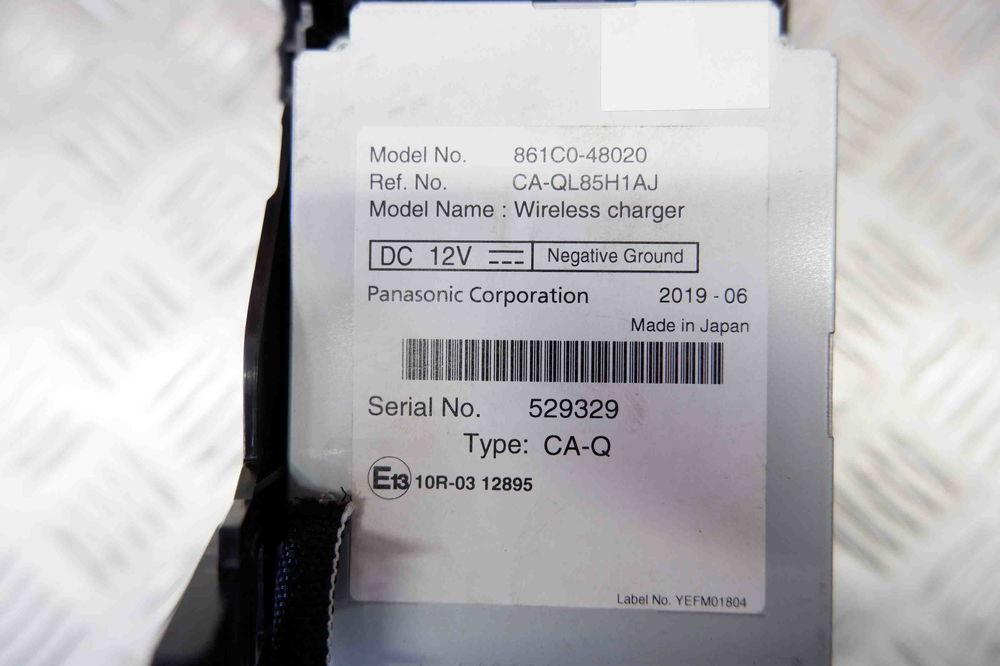 Model No. 861C0-48020
Ref. No. CA-QL85H1AJ
Model Name : Wireless charger
DC 12V Negative Ground
Panasonic Corporation 2019 - 06
Made in Japan
Serial No. 529329
Type: CA-Q
E13 10R-03 12895
Label No. YEFM01804